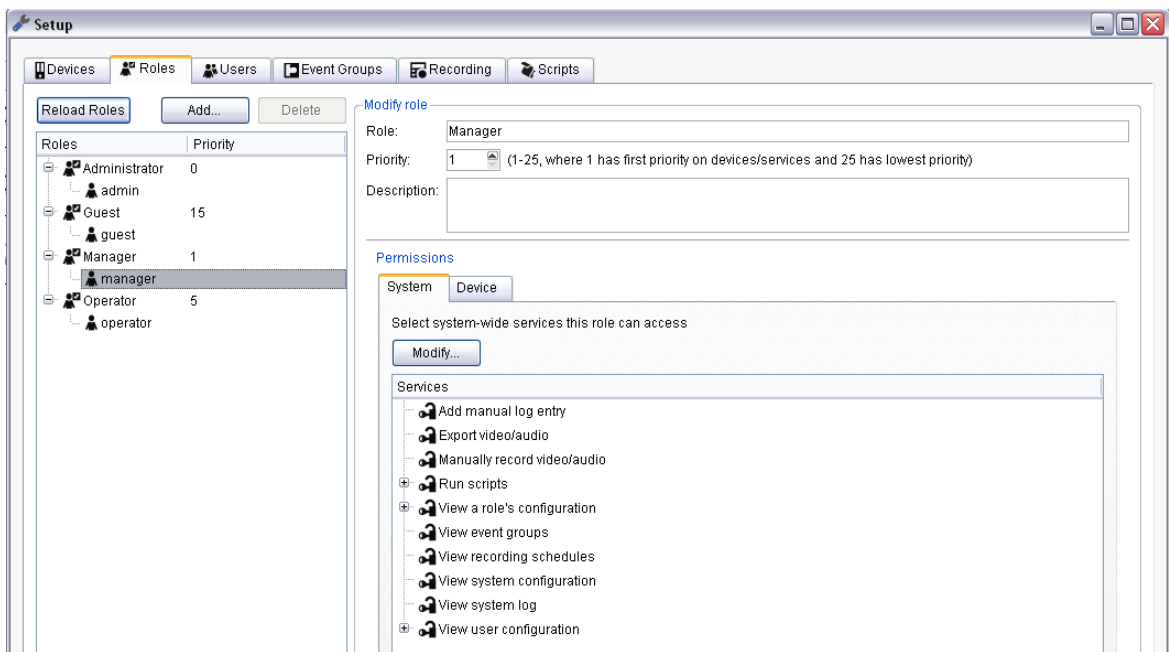 Setup
Devices Roles Users Event Groups Recording Scripts
Reload Roles Add... Delete
Roles Priority
Administrator 0
admin
Guest 15
guest
Manager 1
manager
Operator 5
operator
Modify role
Role: Manager
Priority: 1 (1-25, where 1 has first priority on devices/services and 25 has lowest priority)
Description:
Permissions
System Device
Select system-wide services this role can access
Modify...
Services
Add manual log entry
Export video/audio
Manually record video/audio
Run scripts
View a role's configuration
View event groups
View recording schedules
View system configuration
View system log
View user configuration